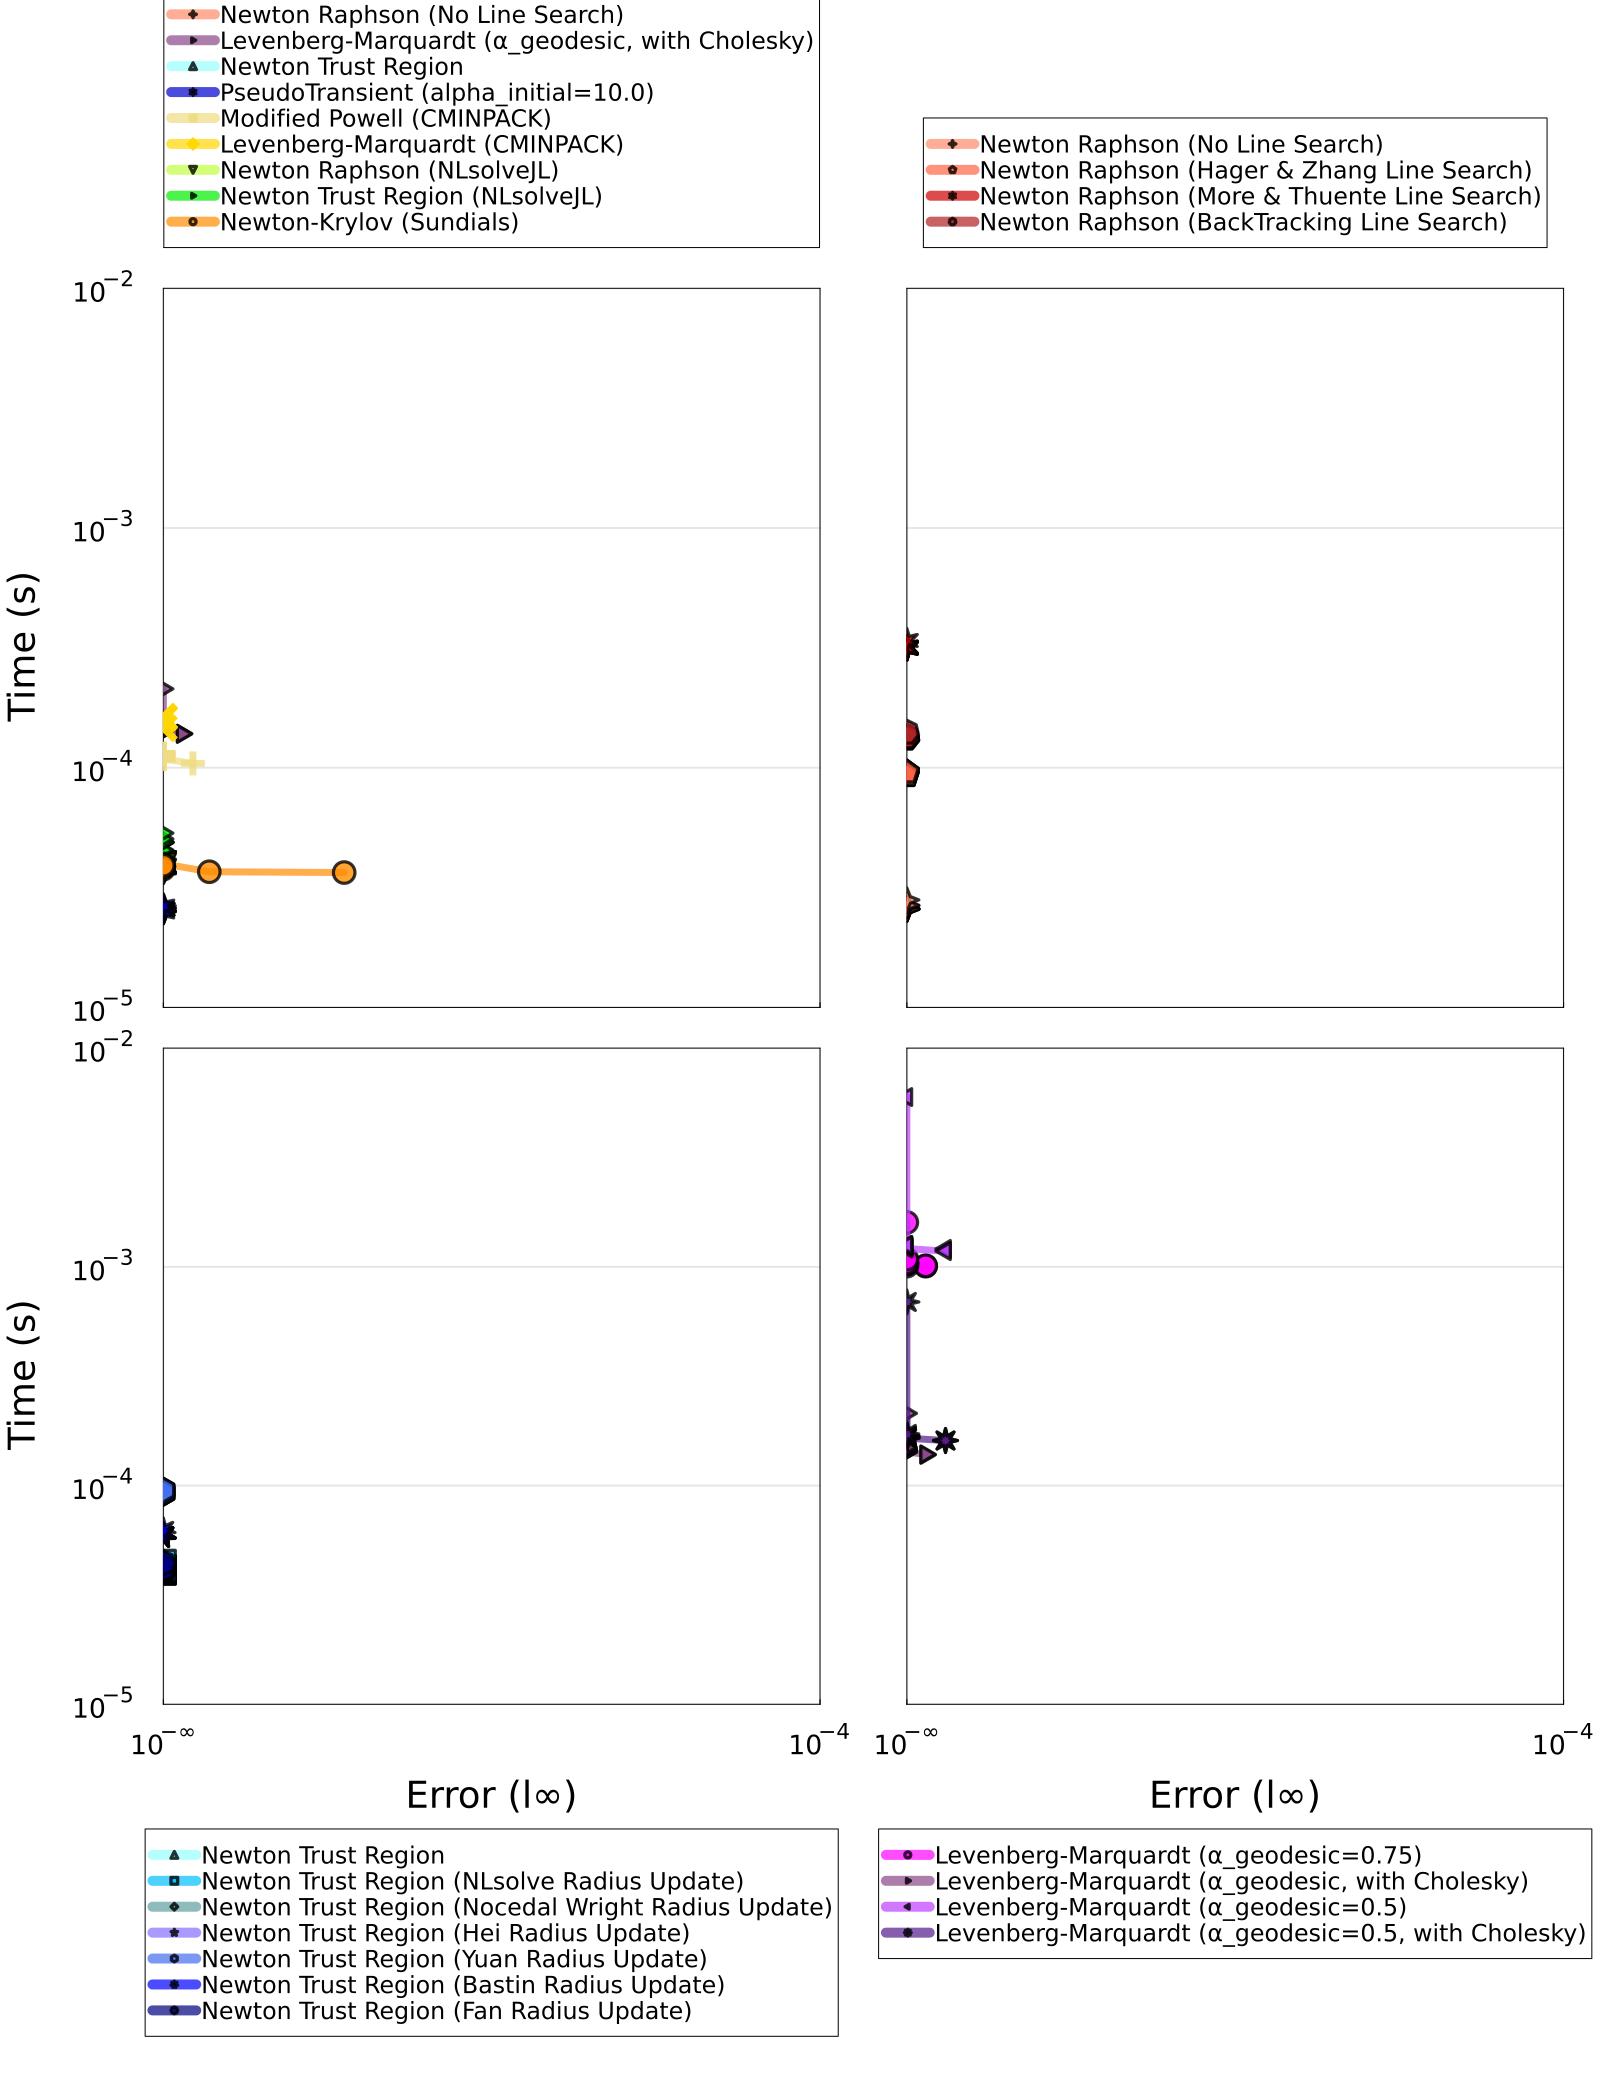 Newton Raphson (No Line Search)
Levenberg-Marquardt (α_geodesic, with Cholesky)
Newton Trust Region
PseudoTransient (alpha_initial=10.0)
Modified Powell (CMINPACK)
Levenberg-Marquardt (CMINPACK)
Newton Raphson (NLsolveJL)
Newton Trust Region (NLsolveJL)
Newton-Krylov (Sundials)
Newton Raphson (No Line Search)
Newton Raphson (Hager & Zhang Line Search)
Newton Raphson (More & Thuente Line Search)
Newton Raphson (BackTracking Line Search)
10⁻²
10⁻³
10⁻⁴
10⁻⁵
Time (s)
10⁻²
10⁻³
10⁻⁴
10⁻⁵
Time (s)
10^−∞
10⁻⁴
10^−∞
10⁻⁴
Error (l∞)
Error (l∞)
Newton Trust Region
Newton Trust Region (NLsolve Radius Update)
Newton Trust Region (Nocedal Wright Radius Update)
Newton Trust Region (Hei Radius Update)
Newton Trust Region (Yuan Radius Update)
Newton Trust Region (Bastin Radius Update)
Newton Trust Region (Fan Radius Update)
Levenberg-Marquardt (α_geodesic=0.75)
Levenberg-Marquardt (α_geodesic, with Cholesky)
Levenberg-Marquardt (α_geodesic=0.5)
Levenberg-Marquardt (α_geodesic=0.5, with Cholesky)